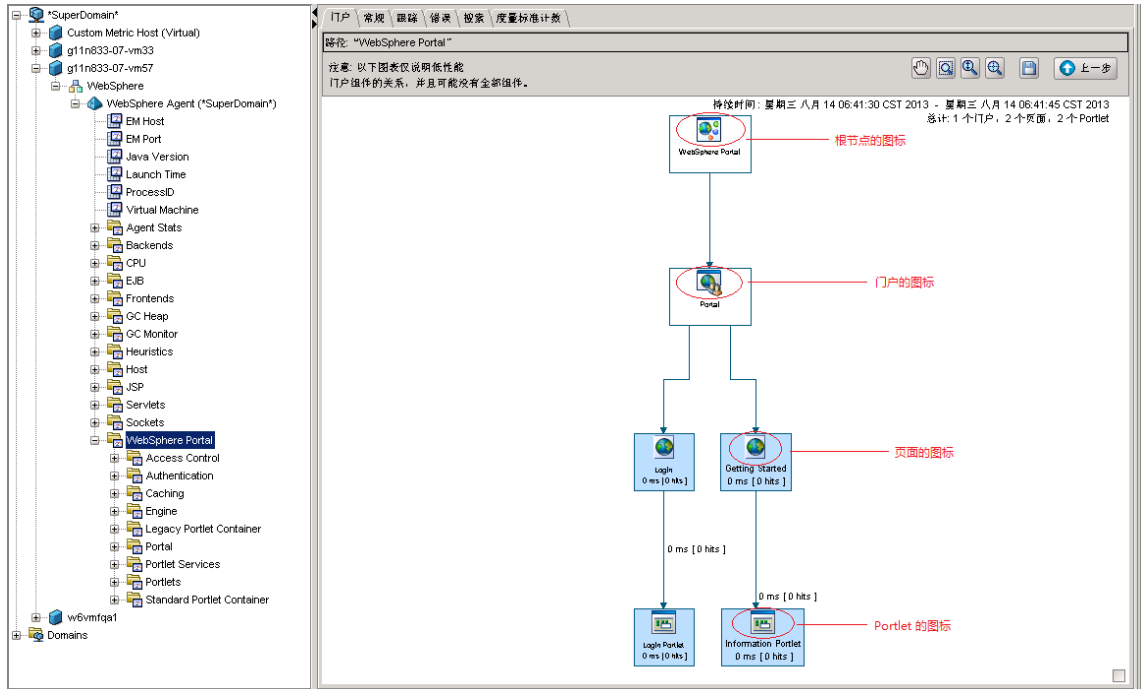 *SuperDomain*
Custom Metric Host (Virtual)
g11n833-07-vm33
g11n833-07-vm57
WebSphere
WebSphere Agent (*SuperDomain*)
EM Host
EM Port
Java Version
Launch Time
ProcessID
Virtual Machine
Agent Stats
Backends
CPU
EJB
Frontends
GC Heap
GC Monitor
Heuristics
Host
JSP
Servlets
Sockets
WebSphere Portal
Access Control
Authentication
Caching
Engine
Legacy Portlet Container
Portal
Portlet Services
Portlets
Standard Portlet Container
w6vmfqa1
Domains
门户 常规 跟踪 错误 搜索 度量标准计数
路径: "WebSphere Portal"
注意: 以下图表仅说明低性能
门户组件的关系，并且可能没有全部组件。
上一步
持续时间: 星期三 八月 14 06:41:30 CST 2013 - 星期三 八月 14 06:41:45 CST 2013
总计: 1 个门户，2 个页面，2 个 Portlet
WebSphere Portal
根节点的图标
Portal
门户的图标
Login
0 ms [0 hits ]
Getting Started
0 ms [ 0 hits ]
页面的图标
0 ms [ 0 hits ]
0 ms [ 0 hits ]
Login Portlet
0 ms [0 hits ]
Information Portlet
0 ms [ 0 hits ]
Portlet 的图标